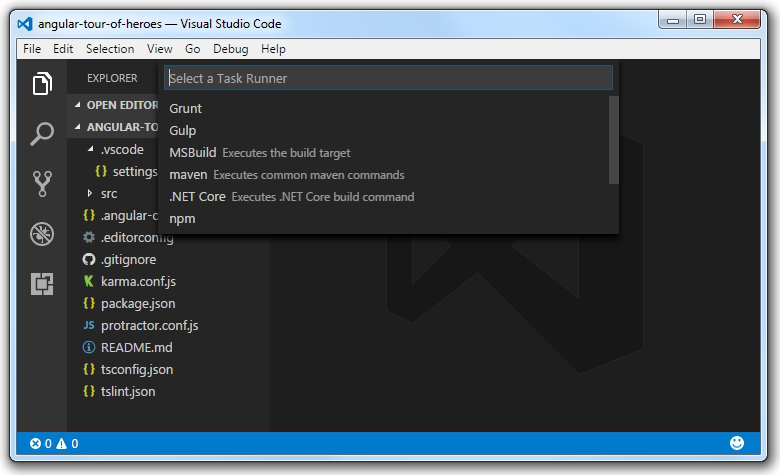 angular-tour-of-heroes — Visual Studio Code
File Edit Selection View Go Debug Help
EXPLORER
Select a Task Runner
Grunt
Gulp
MSBuild Executes the build target
maven Executes common maven commands
.NET Core Executes .NET Core build command
npm
OPEN EDITOR
ANGULAR-TO
.vscode
{} settings
src
{} .angular-c
.editorconfig
.gitignore
karma.conf.js
{} package.json
JS protractor.conf.js
README.md
{} tsconfig.json
{} tslint.json
0 0